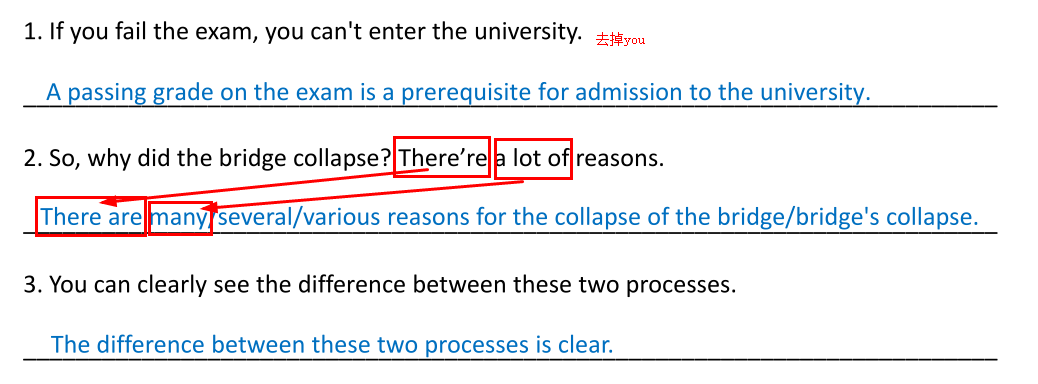 1. If you fail the exam, you can't enter the university. 去掉you
A passing grade on the exam is a prerequisite for admission to the university.
2. So, why did the bridge collapse? There’re a lot of reasons.
There are many/several/various reasons for the collapse of the bridge/bridge's collapse.
3. You can clearly see the difference between these two processes.
The difference between these two processes is clear.